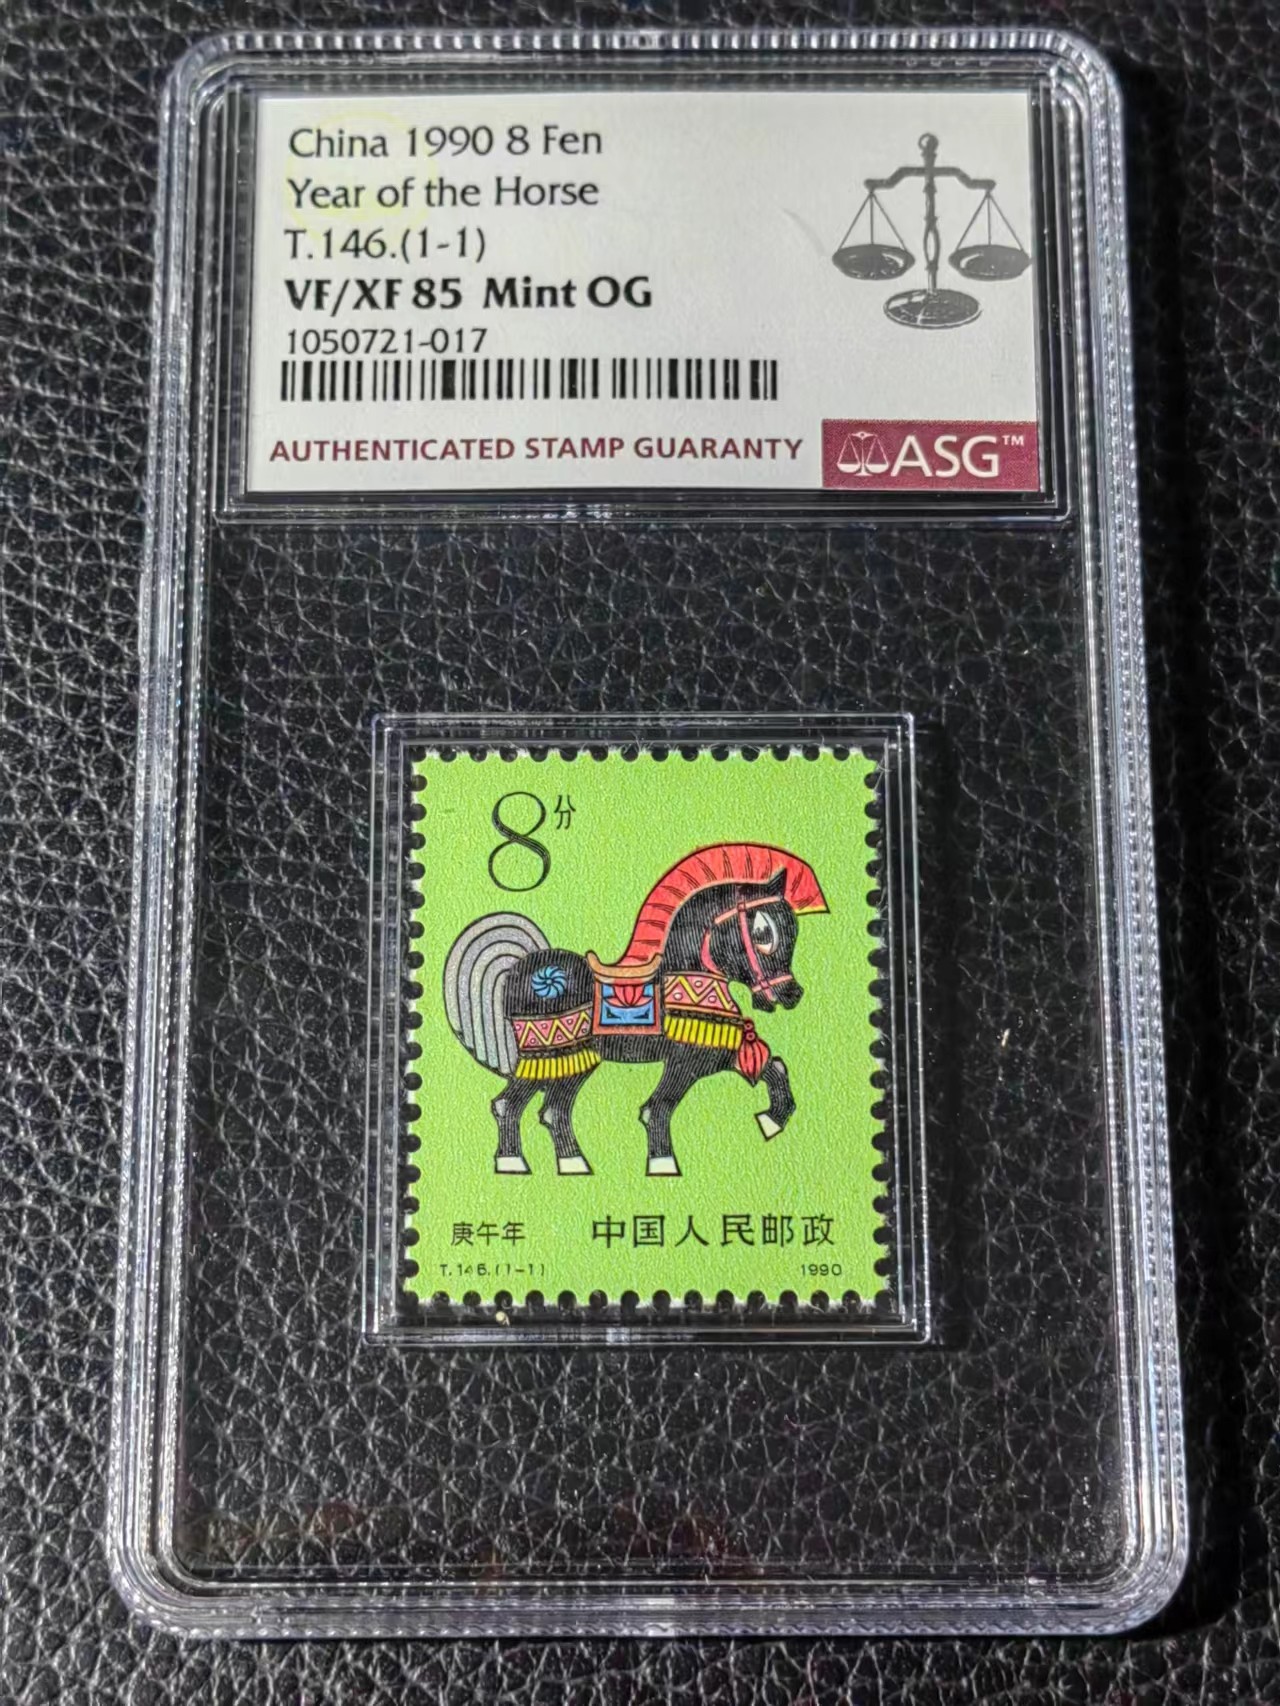 China 1990 8 Fen
Year of the Horse
T.146.(1-1)
VF/XF 85 Mint OG
1050721-017
AUTHENTICATED STAMP GUARANTY
ASG™
8分
庚午年 中国人民邮政
T.146.(1-1) 1990